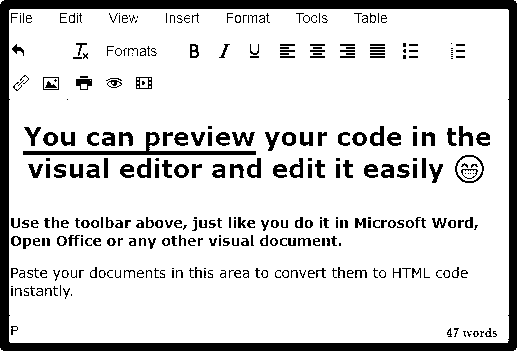 File Edit View Insert Format Tools Table
Formats B I U
You can preview your code in the
visual editor and edit it easily 😁
Use the toolbar above, just like you do it in Microsoft Word,
Open Office or any other visual document.
Paste your documents in this area to convert them to HTML code
instantly.
P 47 words